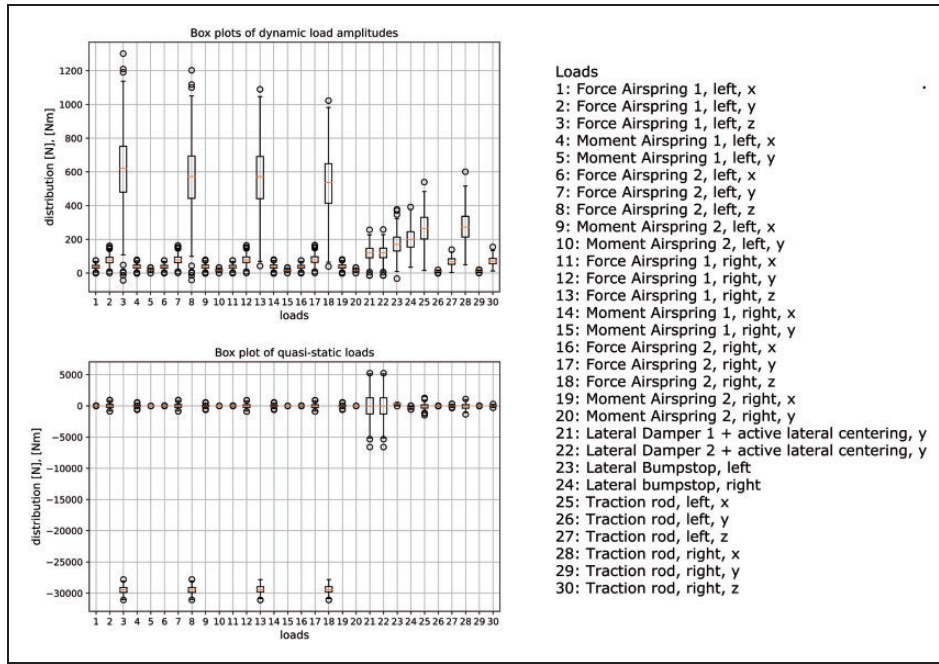 Box plots of dynamic load amplitudes
distribution [N], [Nm]
1200
1000
800
600
400
200
0
1 2 3 4 5 6 7 8 9 10 11 12 13 14 15 16 17 18 19 20 21 22 23 24 25 26 27 28 29 30
loads
Box plot of quasi-static loads
distribution [N], [Nm]
5000
0
−5000
−10000
−15000
−20000
−25000
−30000
1 2 3 4 5 6 7 8 9 10 11 12 13 14 15 16 17 18 19 20 21 22 23 24 25 26 27 28 29 30
loads
Loads
1: Force Airspring 1, left, x
2: Force Airspring 1, left, y
3: Force Airspring 1, left, z
4: Moment Airspring 1, left, x
5: Moment Airspring 1, left, y
6: Force Airspring 2, left, x
7: Force Airspring 2, left, y
8: Force Airspring 2, left, z
9: Moment Airspring 2, left, x
10: Moment Airspring 2, left, y
11: Force Airspring 1, right, x
12: Force Airspring 1, right, y
13: Force Airspring 1, right, z
14: Moment Airspring 1, right, x
15: Moment Airspring 1, right, y
16: Force Airspring 2, right, x
17: Force Airspring 2, right, y
18: Force Airspring 2, right, z
19: Moment Airspring 2, right, x
20: Moment Airspring 2, right, y
21: Lateral Damper 1 + active lateral centering, y
22: Lateral Damper 2 + active lateral centering, y
23: Lateral Bumpstop, left
24: Lateral bumpstop, right
25: Traction rod, left, x
26: Traction rod, left, y
27: Traction rod, left, z
28: Traction rod, right, x
29: Traction rod, right, y
30: Traction rod, right, z